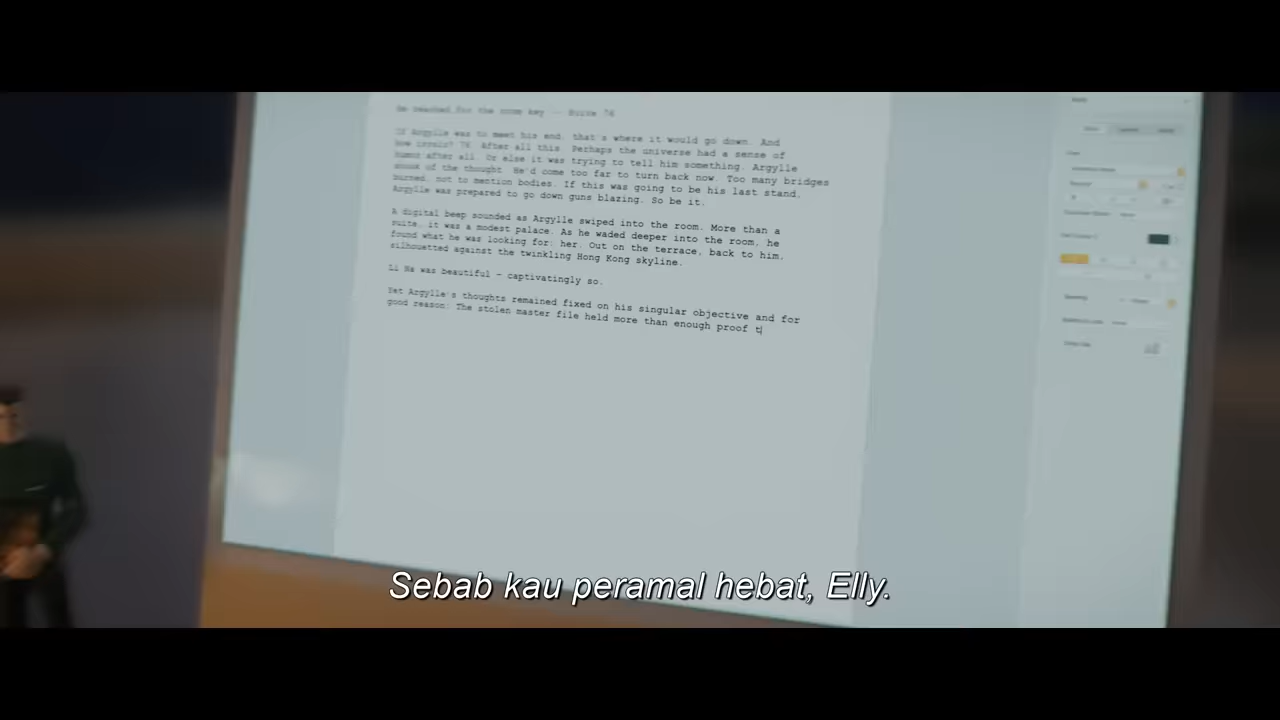 He reached for the room key -- Suite 76
If Argylle was to meet his end, that's where it would go down. And
how ironic? 76. After all this. Perhaps the universe had a sense of
humor after all. Or else it was trying to tell him something. Argylle
shook of the thought. He'd come too far to turn back now. Too many bridges
burned, not to mention bodies. If this was going to be his last stand,
Argylle was prepared to go down guns blazing. So be it.
A digital beep sounded as Argylle swiped into the room. More than a
suite, it was a modest palace. As he waded deeper into the room, he
found what he was looking for: her. Out on the terrace, back to him,
silhouetted against the twinkling Hong Kong skyline.
Li Na was beautiful - captivatingly so.
Yet Argylle's thoughts remained fixed on his singular objective and for
good reason: The stolen master file held more than enough proof t
Sebab kau peramal hebat, Elly.